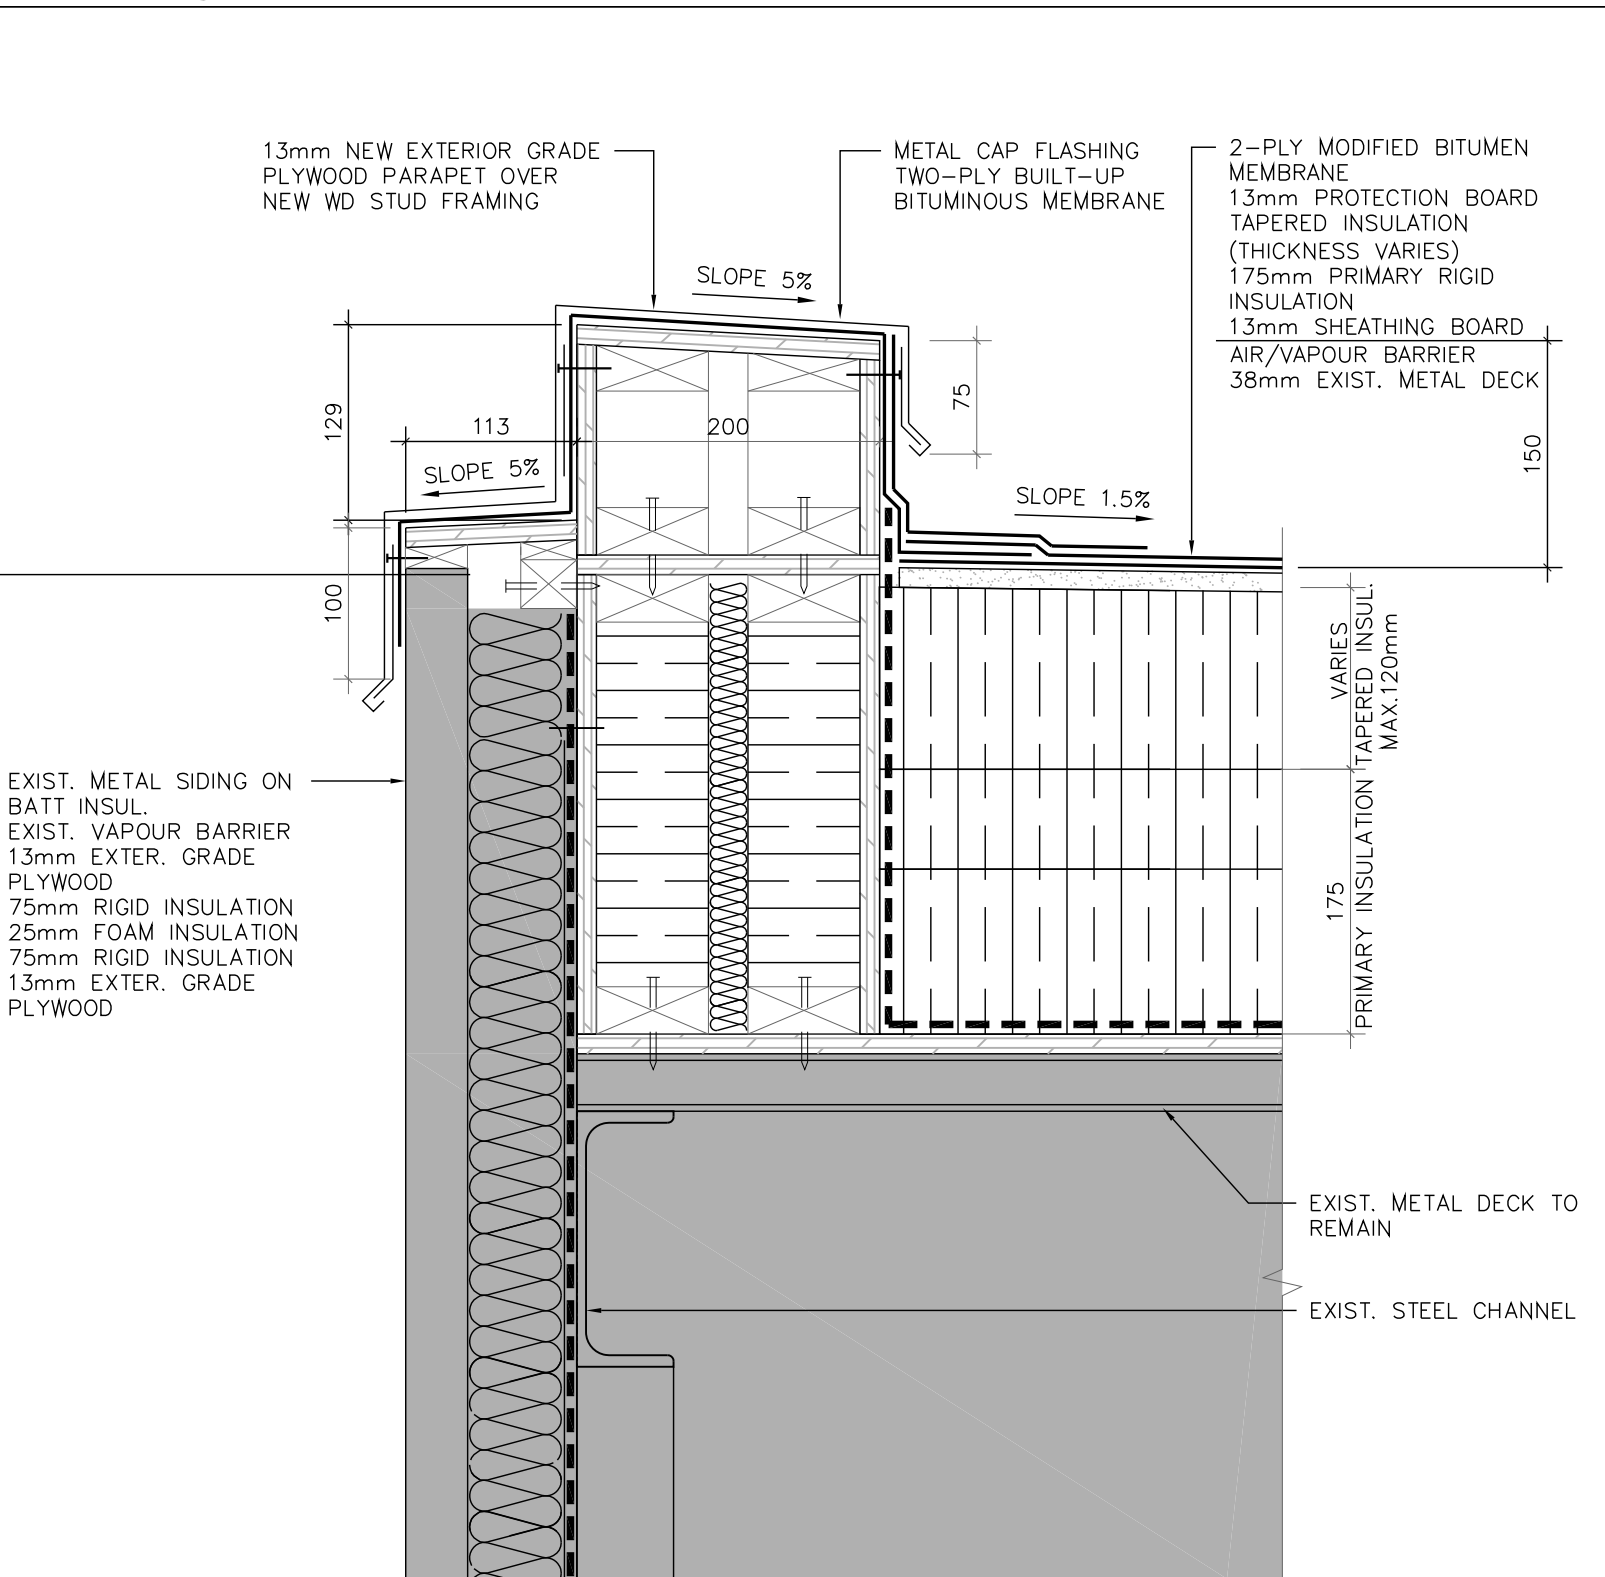 13mm NEW EXTERIOR GRADE
PLYWOOD PARAPET OVER
NEW WD STUD FRAMING
METAL CAP FLASHING
TWO-PLY BUILT-UP
BITUMINOUS MEMBRANE
2-PLY MODIFIED BITUMEN
MEMBRANE
13mm PROTECTION BOARD
TAPERED INSULATION
(THICKNESS VARIES)
175mm PRIMARY RIGID
INSULATION
13mm SHEATHING BOARD
AIR/VAPOUR BARRIER
38mm EXIST. METAL DECK
SLOPE 5%
129
113
200
75
150
SLOPE 5%
SLOPE 1.5%
100
VARIES
TAPERED INSUL.
MAX.120mm
175
PRIMARY INSULATION
EXIST. METAL SIDING ON
BATT INSUL.
EXIST. VAPOUR BARRIER
13mm EXTER. GRADE
PLYWOOD
75mm RIGID INSULATION
25mm FOAM INSULATION
75mm RIGID INSULATION
13mm EXTER. GRADE
PLYWOOD
EXIST. METAL DECK TO
REMAIN
EXIST. STEEL CHANNEL